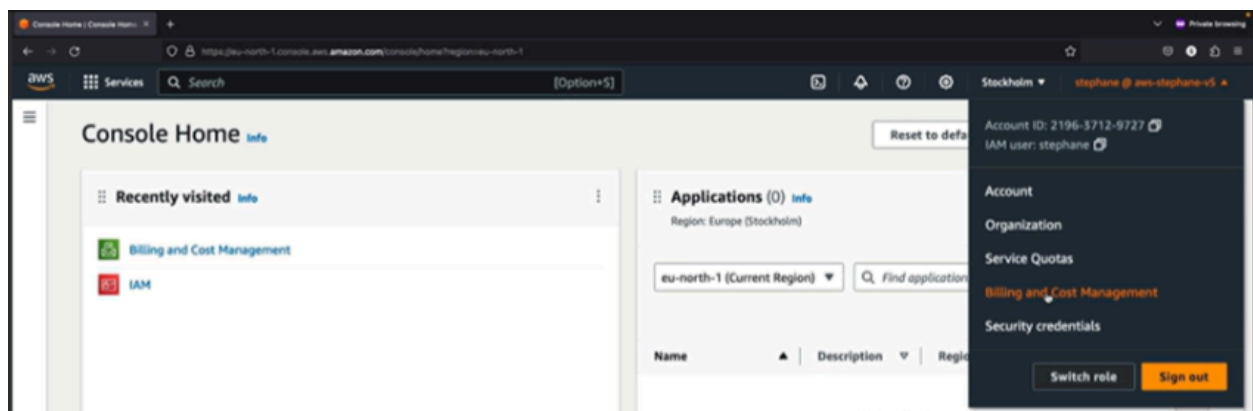 Console Home | Console Home
Private browsing
https://eu-north-1.console.aws.amazon.com/console/home?region=eu-north-1
aws
Services
Search
[Option+S]
Stockholm
stephane @ aws-stephane-v5
Account ID: 2196-3712-9727
IAM user: stephane
Console Home Info
Reset to defa
Account
Organization
Service Quotas
Billing and Cost Management
Security credentials
Switch role
Sign out
Recently visited Info
Billing and Cost Management
IAM
Applications (0) Info
Region: Europe (Stockholm)
eu-north-1 (Current Region)
Find application
Name
Description
Regio